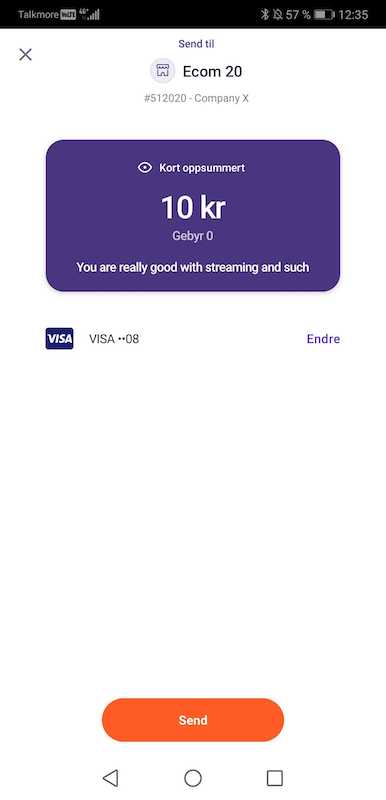 Talkmore VoLTE 4G+ 57 % 12:35
Send til
Ecom 20
#512020 - Company X
Kort oppsummert
10 kr
Gebyr 0
You are really good with streaming and such
VISA VISA ••08 Endre
Send